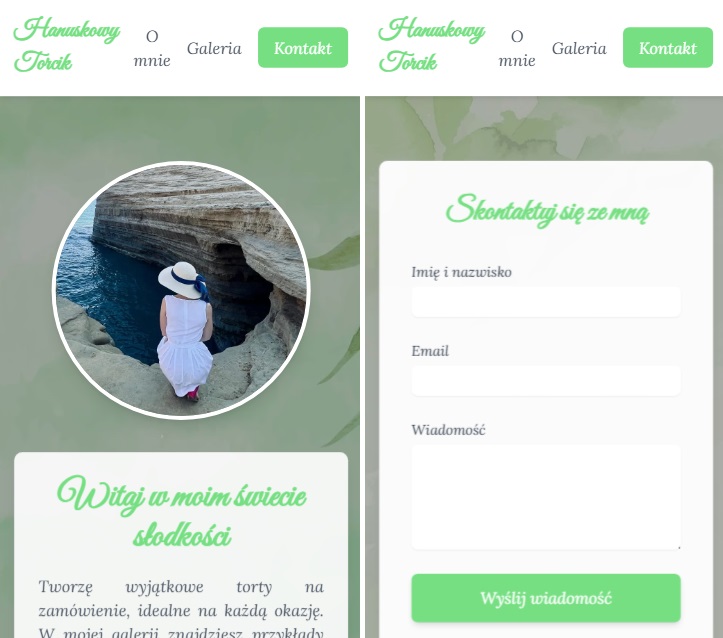 Hanuskowy
Torcik
O
mnie
Galeria
Kontakt
Witaj w moim świecie
słodkości
Tworzę wyjątkowe torty na
zamówienie, idealne na każdą okazję.
W mojej galerii znajdziesz przykłady
Hanuskowy
Torcik
O
mnie
Galeria
Kontakt
Skontaktuj się ze mną
Imię i nazwisko
Email
Wiadomość
Wyślij wiadomość